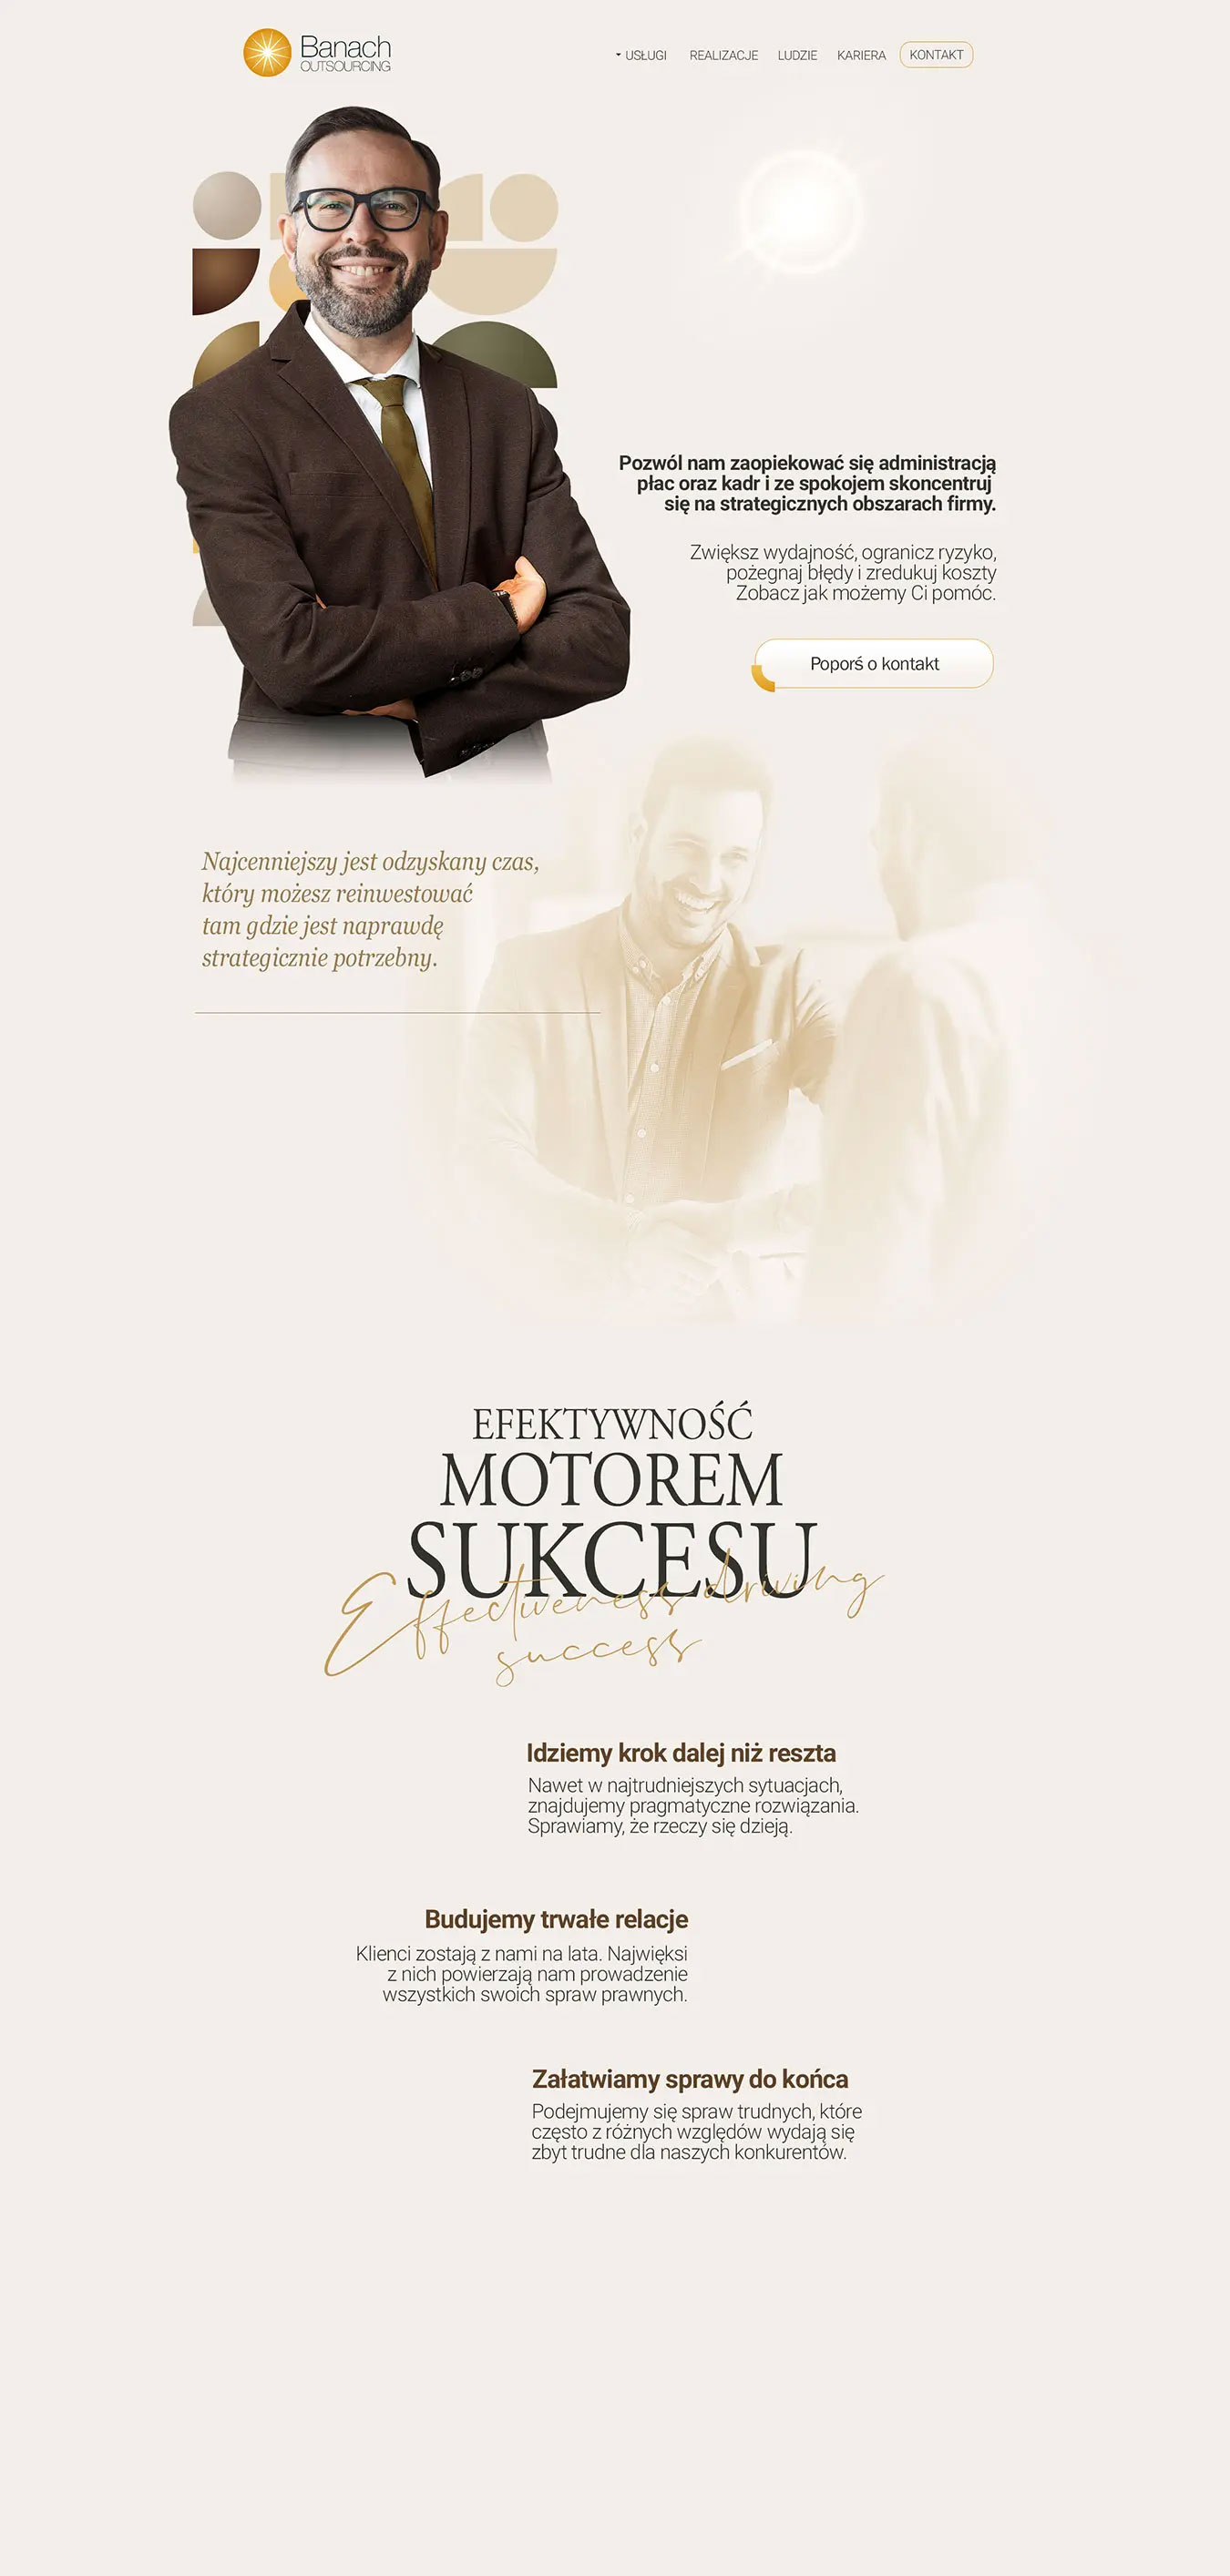 Banach
OUTSOURCING
USŁUGI
REALIZACJE
LUDZIE
KARIERA
KONTAKT
Pozwól nam zaopiekować się administracją
płac oraz kadr i ze spokojem skoncentruj
się na strategicznych obszarach firmy.
Zwiększ wydajność, ogranicz ryzyko,
pożegnaj błędy i zredukuj koszty
Zobacz jak możemy Ci pomóc.
Poporś o kontakt
Najcenniejszy jest odzyskany czas,
który możesz reinwestować
tam gdzie jest naprawdę
strategicznie potrzebny.
EFEKTYWNOŚĆ
MOTOREM
SUKCESU
Effectiveness driving
success
Idziemy krok dalej niż reszta
Nawet w najtrudniejszych sytuacjach,
znajdujemy pragmatyczne rozwiązania.
Sprawiamy, że rzeczy się dzieją.
Budujemy trwałe relacje
Klienci zostają z nami na lata. Najwięksi
z nich powierzają nam prowadzenie
wszystkich swoich spraw prawnych.
Załatwiamy sprawy do końca
Podejmujemy się spraw trudnych, które
często z różnych względów wydają się
zbyt trudne dla naszych konkurentów.